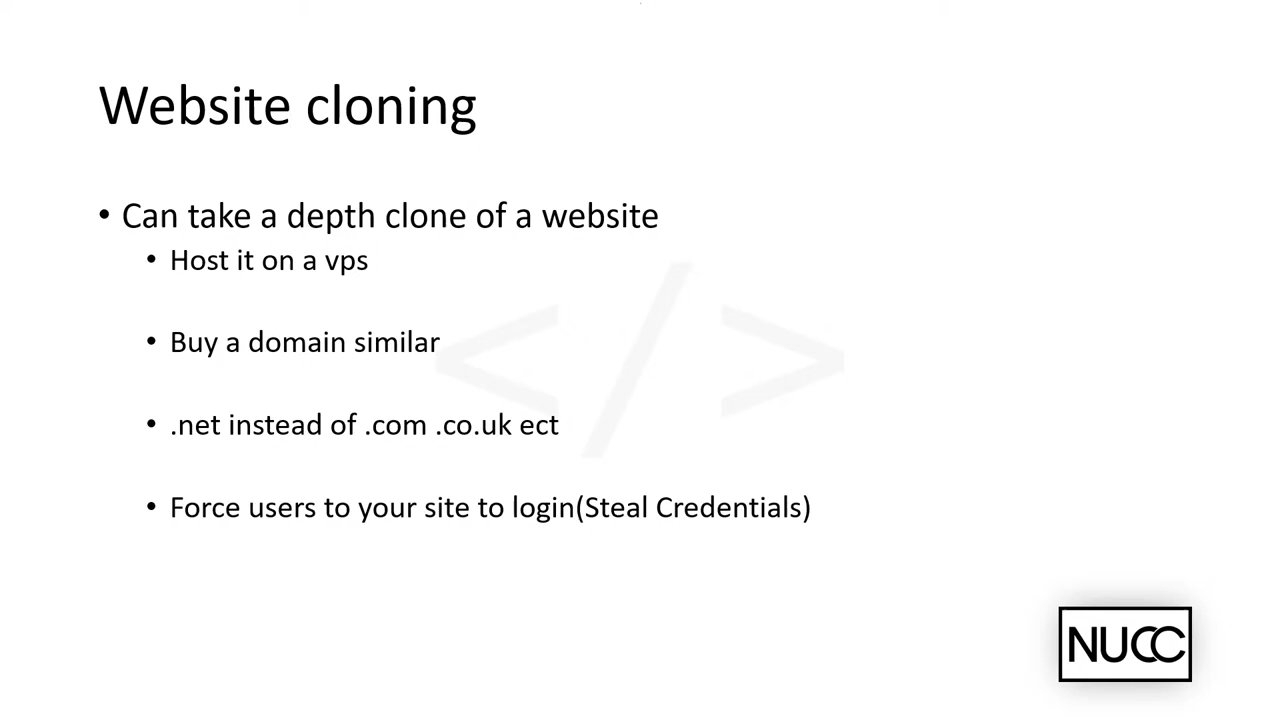 Website cloning
• Can take a depth clone of a website
• Host it on a vps
• Buy a domain similar
• .net instead of .com .co.uk ect
• Force users to your site to login(Steal Credentials)
</>
NUCC